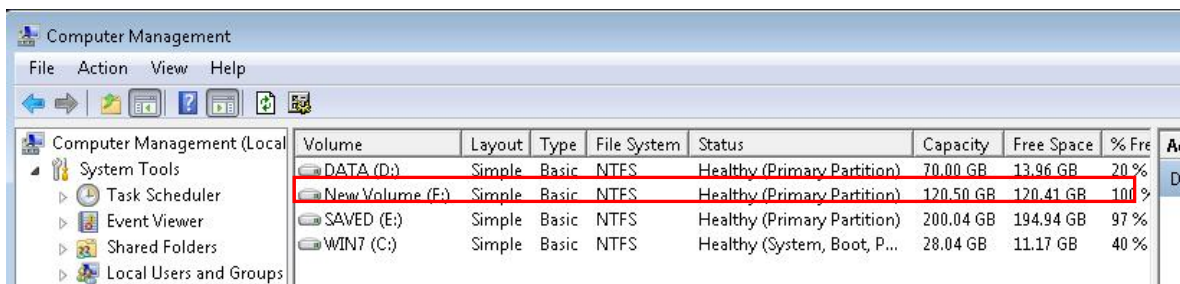 Computer Management
File Action View Help
Computer Management (Local
System Tools
Task Scheduler
Event Viewer
Shared Folders
Local Users and Groups
Volume Layout Type File System Status Capacity Free Space % Fre
DATA (D:) Simple Basic NTFS Healthy (Primary Partition) 70.00 GB 13.96 GB 20 %
New Volume (F:) Simple Basic NTFS Healthy (Primary Partition) 120.50 GB 120.41 GB 100 %
SAVED (E:) Simple Basic NTFS Healthy (Primary Partition) 200.04 GB 194.94 GB 97 %
WIN7 (C:) Simple Basic NTFS Healthy (System, Boot, P... 28.04 GB 11.17 GB 40 %
A
D